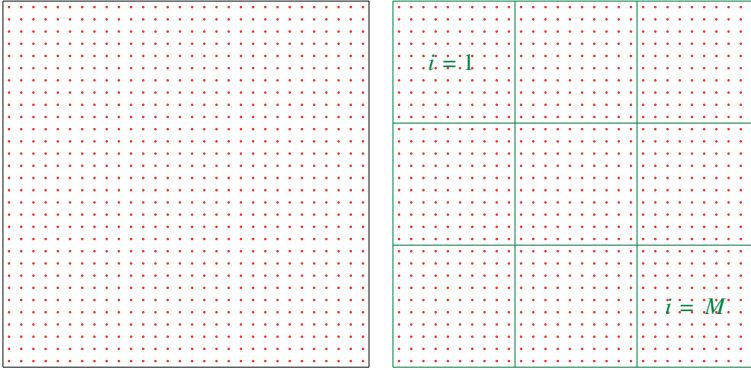 i = 1
i = M